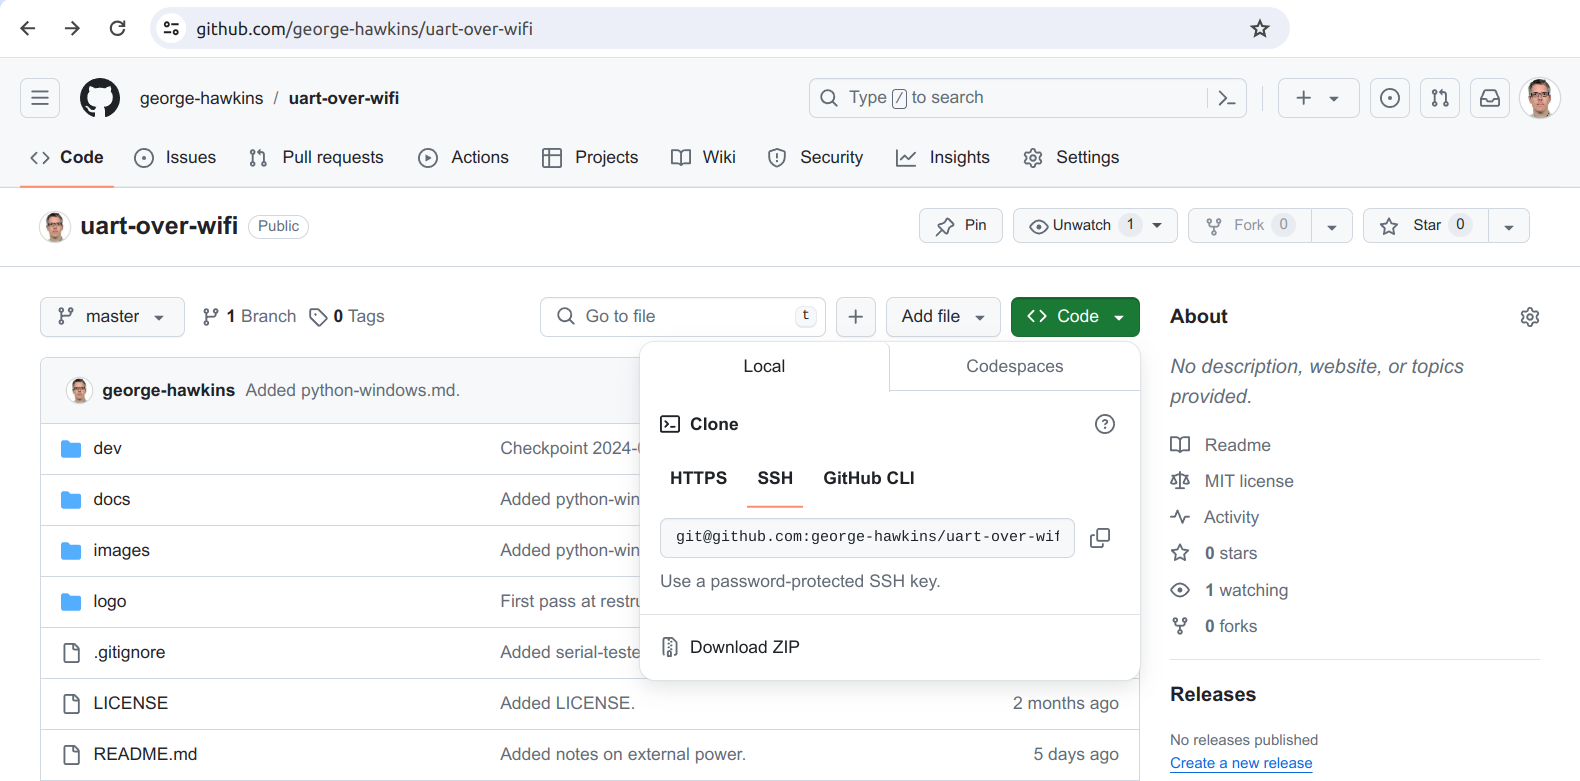 github.com/george-hawkins/uart-over-wifi
george-hawkins / uart-over-wifi
Type / to search
Code Issues Pull requests Actions Projects Wiki Security Insights Settings
uart-over-wifi Public
Pin Unwatch 1 Fork 0 Star 0
master 1 Branch 0 Tags Go to file t Add file Code
About
No description, website, or topics
provided.
Readme
MIT license
Activity
0 stars
1 watching
0 forks
Releases
No releases published
Create a new release
Local Codespaces
Clone
HTTPS SSH GitHub CLI
git@github.com:george-hawkins/uart-over-wif
Use a password-protected SSH key.
Download ZIP
george-hawkins Added python-windows.md.
dev Checkpoint 2024-
docs Added python-win
images Added python-win
logo First pass at restru
.gitignore Added serial-teste
LICENSE Added LICENSE. 2 months ago
README.md Added notes on external power. 5 days ago